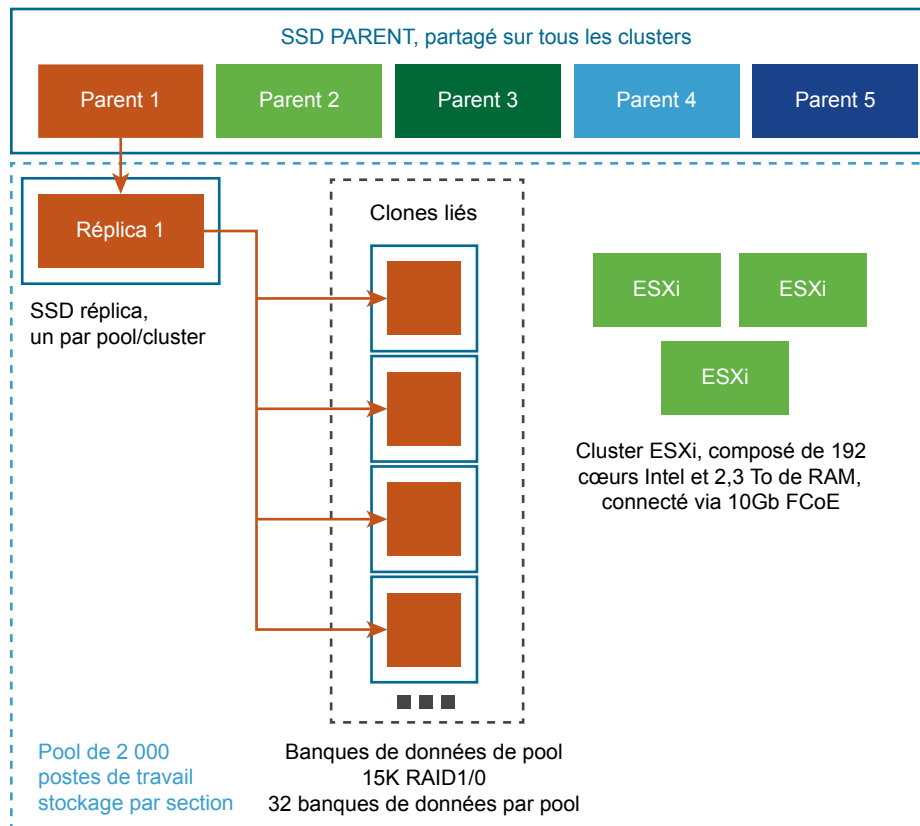 SSD PARENT, partagé sur tous les clusters
Parent 1
Parent 2
Parent 3
Parent 4
Parent 5
Réplica 1
SSD réplica,
un par pool/cluster
Clones liés
ESXi
ESXi
ESXi
Cluster ESXi, composé de 192
cœurs Intel et 2,3 To de RAM,
connecté via 10Gb FCoE
Pool de 2 000
postes de travail
stockage par section
Banques de données de pool
15K RAID1/0
32 banques de données par pool